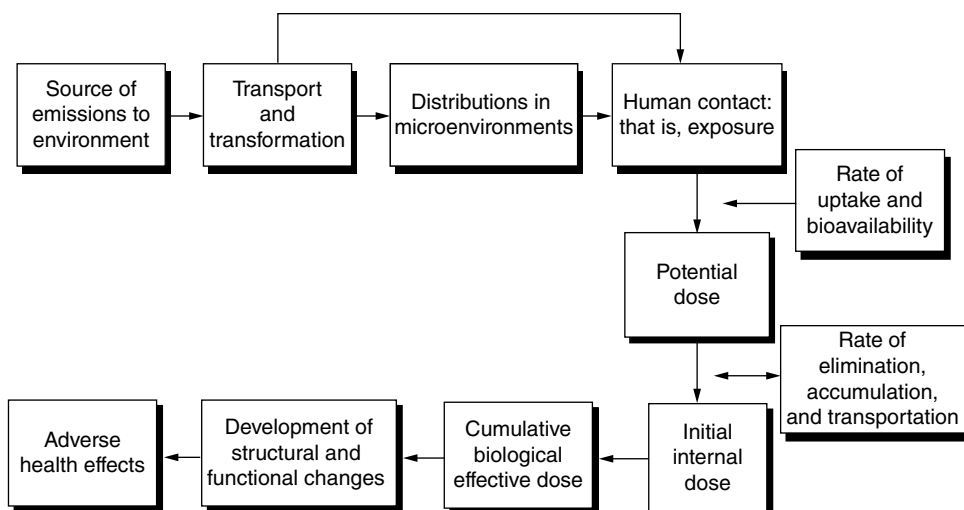 Source of
emissions to
environment
Transport
and
transformation
Distributions in
microenvironments
Human contact:
that is, exposure
Rate of
uptake and
bioavailability
Potential
dose
Rate of
elimination,
accumulation,
and transportation
Initial
internal
dose
Cumulative
biological
effective dose
Development of
structural and
functional changes
Adverse
health effects